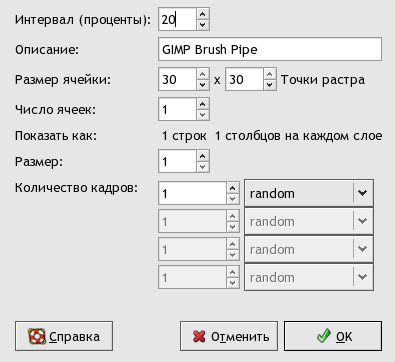 Интервал (проценты): 20
Описание: GIMP Brush Pipe
Размер ячейки: 30 x 30 Точки растра
Число ячеек: 1
Показать как: 1 строк 1 столбцов на каждом слое
Размер: 1
Количество кадров: 1 random
1 random
1 random
1 random
Справка Отменить OK